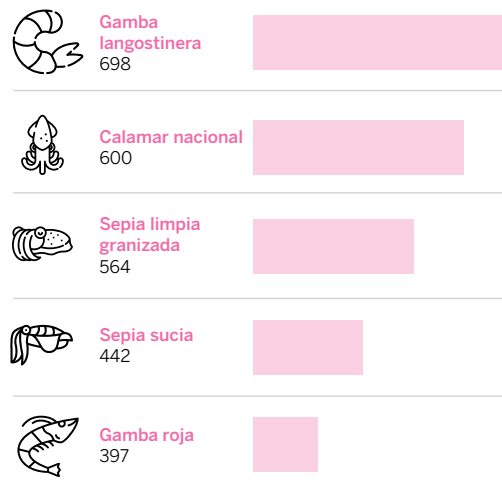 Gamba
langostinera
698
Calamar nacional
600
Sepia limpia
granizada
564
Sepia sucia
442
Gamba roja
397